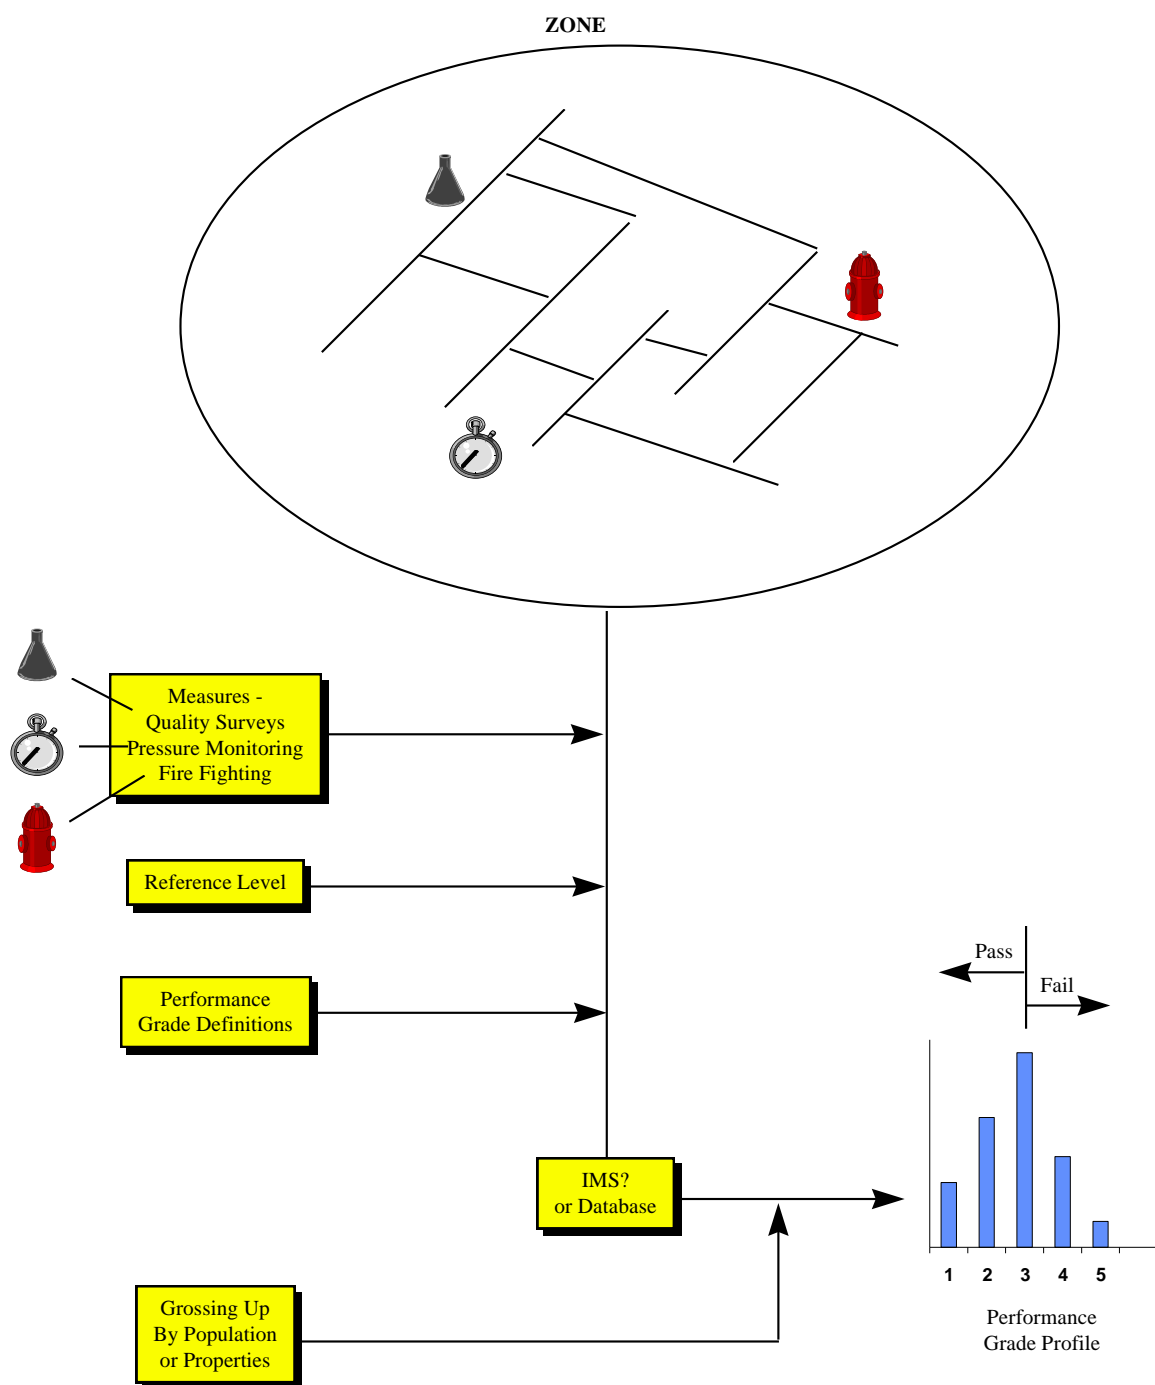 ZONE
Measures -
Quality Surveys
Pressure Monitoring
Fire Fighting
Reference Level
Performance
Grade Definitions
Pass
Fail
IMS?
or Database
1 2 3 4 5
Performance
Grade Profile
Grossing Up
By Population
or Properties